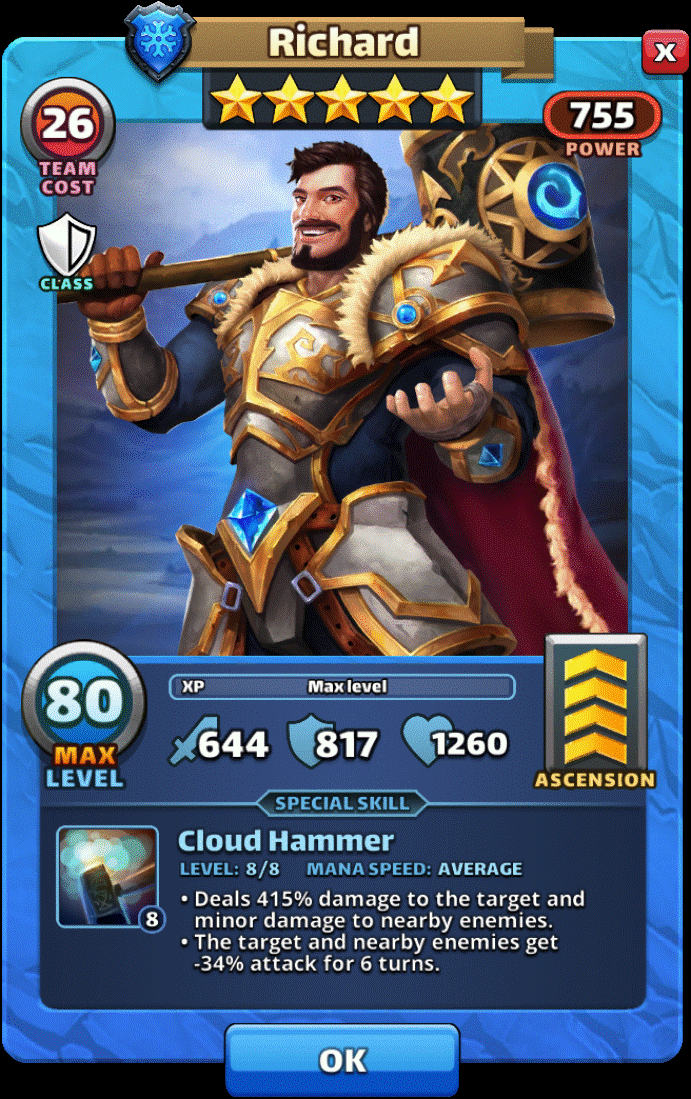 Richard
x
26
TEAM
COST
755
POWER
CLASS
80
MAX
LEVEL
XP Max level
644 817 1260
ASCENSION
SPECIAL SKILL
Cloud Hammer
LEVEL: 8/8 MANA SPEED: AVERAGE
8
• Deals 415% damage to the target and
minor damage to nearby enemies.
• The target and nearby enemies get
-34% attack for 6 turns.
OK